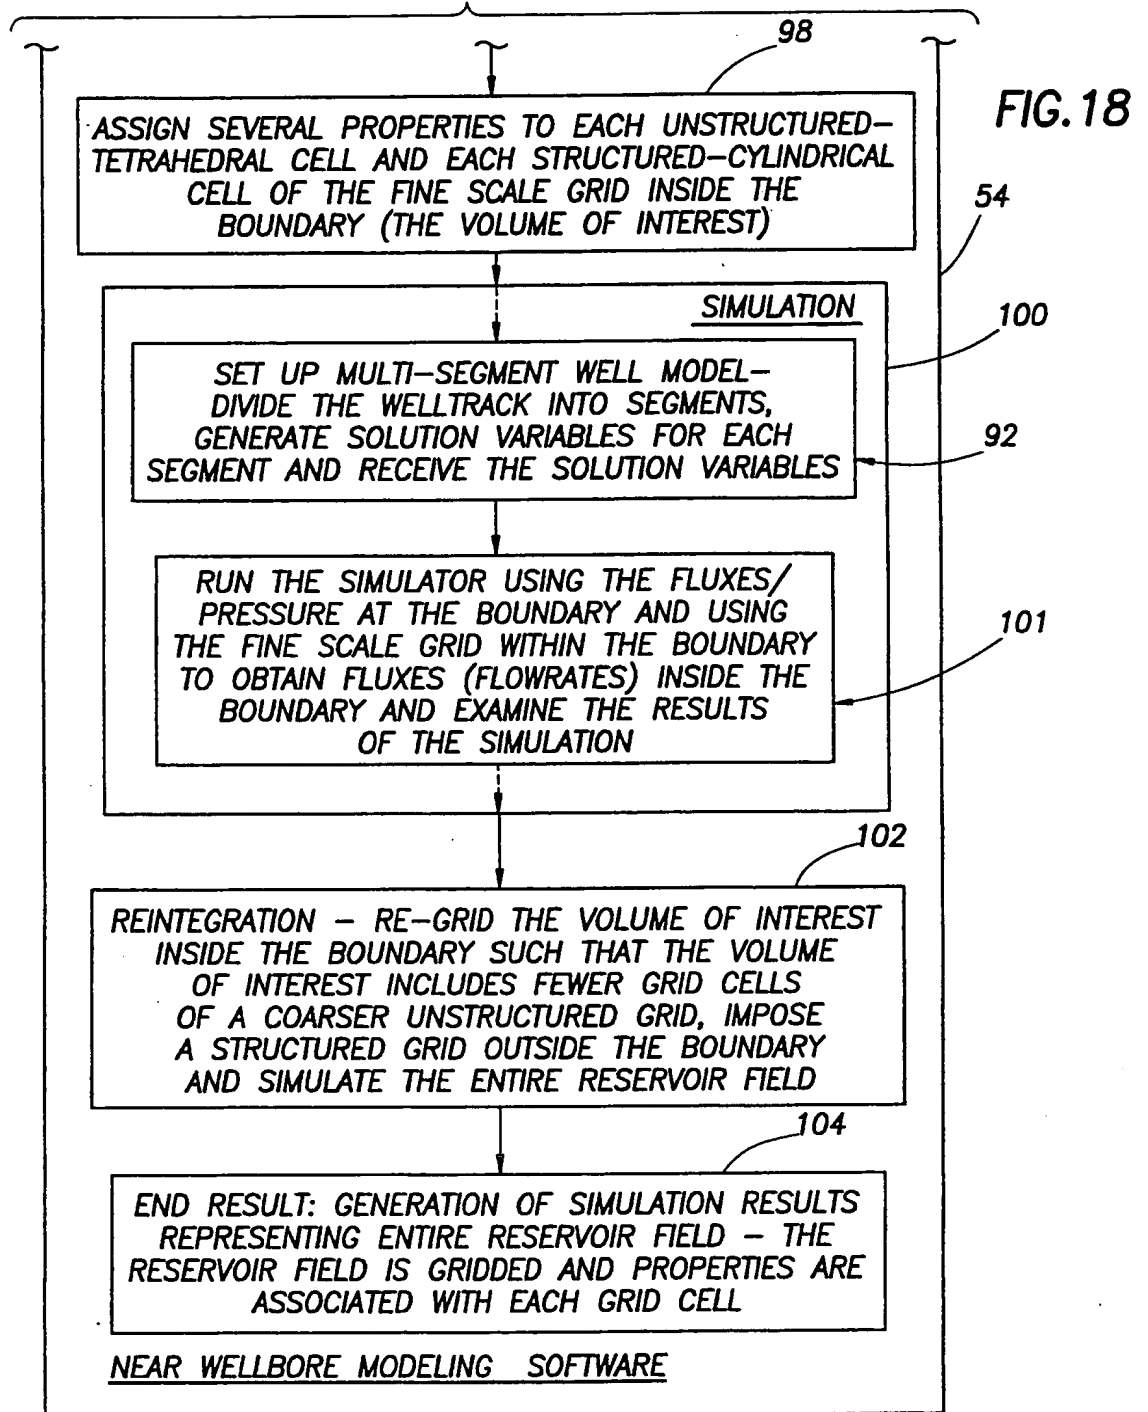 98
FIG.18
ASSIGN SEVERAL PROPERTIES TO EACH UNSTRUCTURED-
TETRAHEDRAL CELL AND EACH STRUCTURED-CYLINDRICAL
CELL OF THE FINE SCALE GRID INSIDE THE
BOUNDARY (THE VOLUME OF INTEREST)
54
SIMULATION
100
SET UP MULTI-SEGMENT WELL MODEL-
DIVIDE THE WELLTRACK INTO SEGMENTS,
GENERATE SOLUTION VARIABLES FOR EACH
SEGMENT AND RECEIVE THE SOLUTION VARIABLES
92
RUN THE SIMULATOR USING THE FLUXES/
PRESSURE AT THE BOUNDARY AND USING
THE FINE SCALE GRID WITHIN THE BOUNDARY
TO OBTAIN FLUXES (FLOWRATES) INSIDE THE
BOUNDARY AND EXAMINE THE RESULTS
OF THE SIMULATION
101
102
REINTEGRATION - RE-GRID THE VOLUME OF INTEREST
INSIDE THE BOUNDARY SUCH THAT THE VOLUME
OF INTEREST INCLUDES FEWER GRID CELLS
OF A COARSER UNSTRUCTURED GRID, IMPOSE
A STRUCTURED GRID OUTSIDE THE BOUNDARY
AND SIMULATE THE ENTIRE RESERVOIR FIELD
104
END RESULT: GENERATION OF SIMULATION RESULTS
REPRESENTING ENTIRE RESERVOIR FIELD - THE
RESERVOIR FIELD IS GRIDDED AND PROPERTIES ARE
ASSOCIATED WITH EACH GRID CELL
NEAR WELLBORE MODELING SOFTWARE